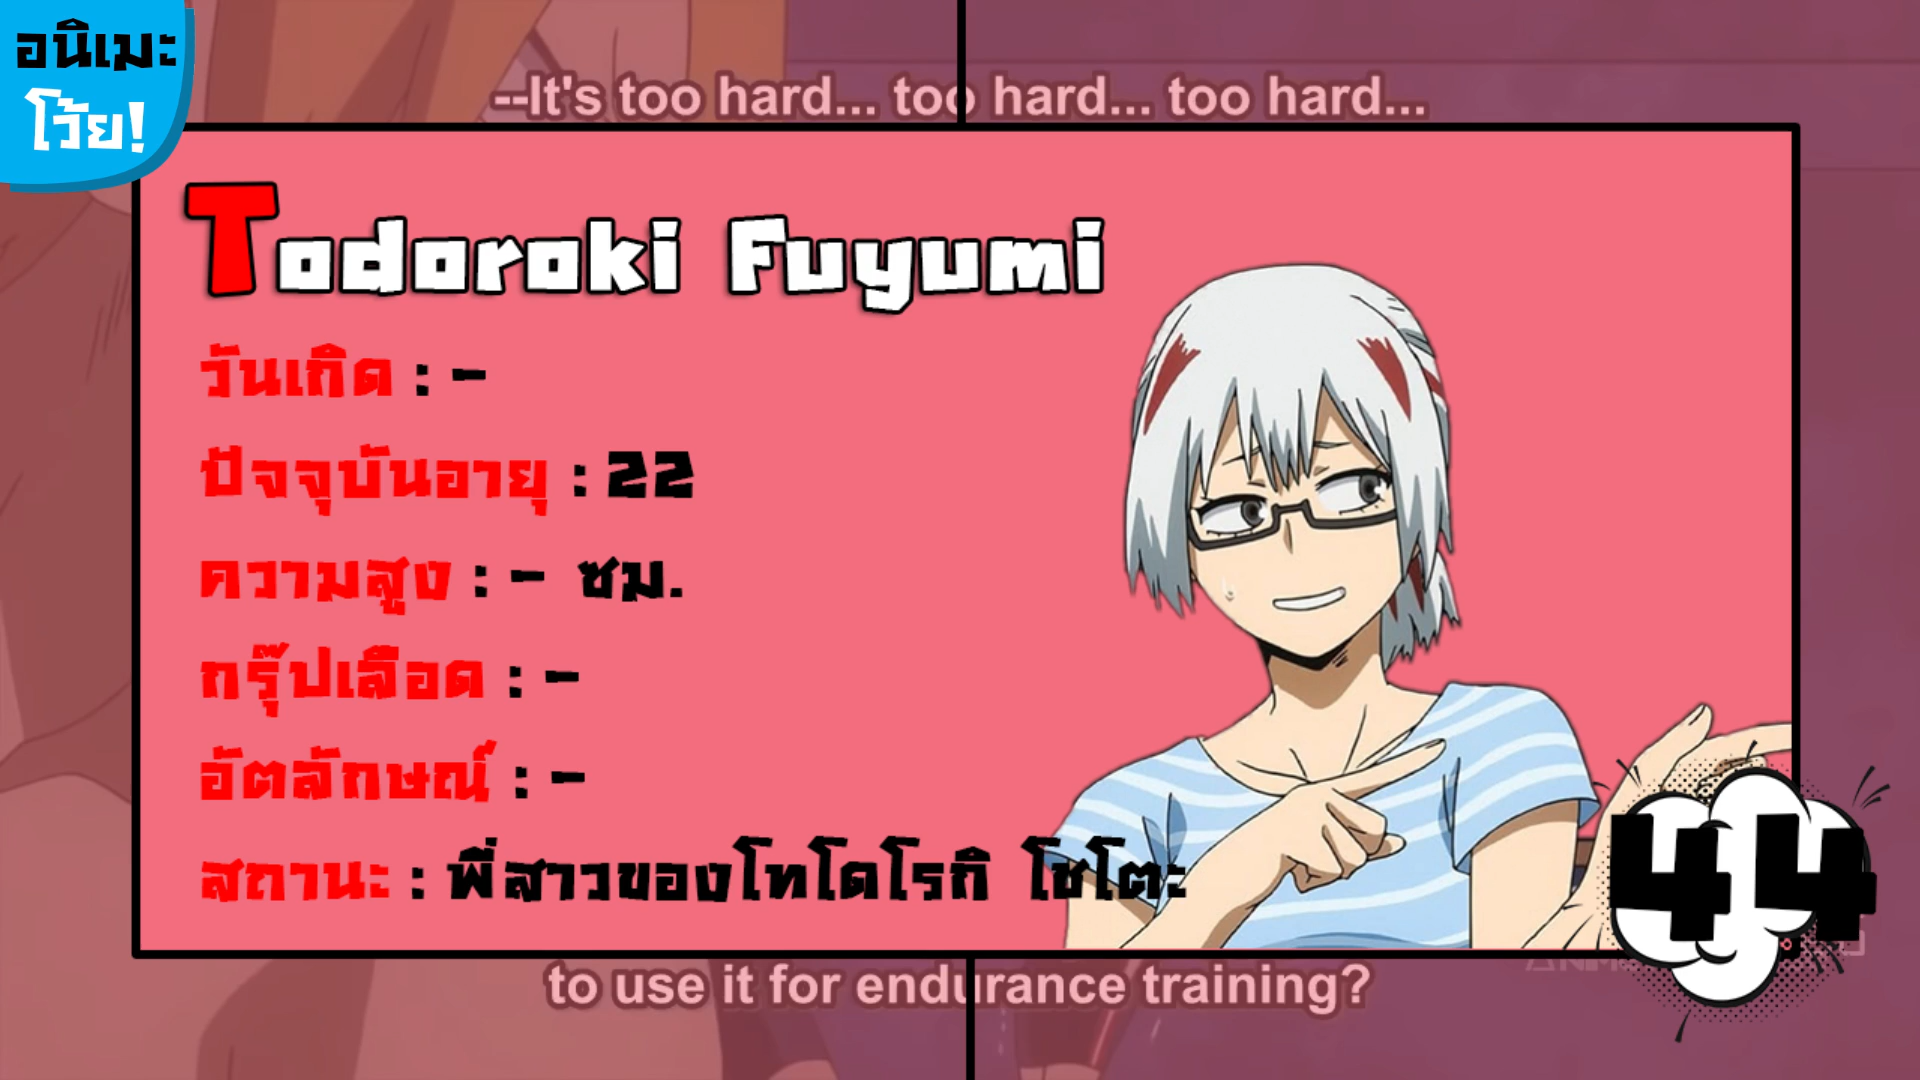 อนิเมะ
โว้ย!
--It's too hard... too hard... too hard...
Todoroki Fuyumi
วันเกิด : -
ปัจจุบันอายุ : 22
ความสูง : - ซม.
กรุ๊ปเลือด : -
อัตลักษณ์ : -
สถานะ : พี่สาวของโทโดโรกิ โชโตะ
44
to use it for endurance training?